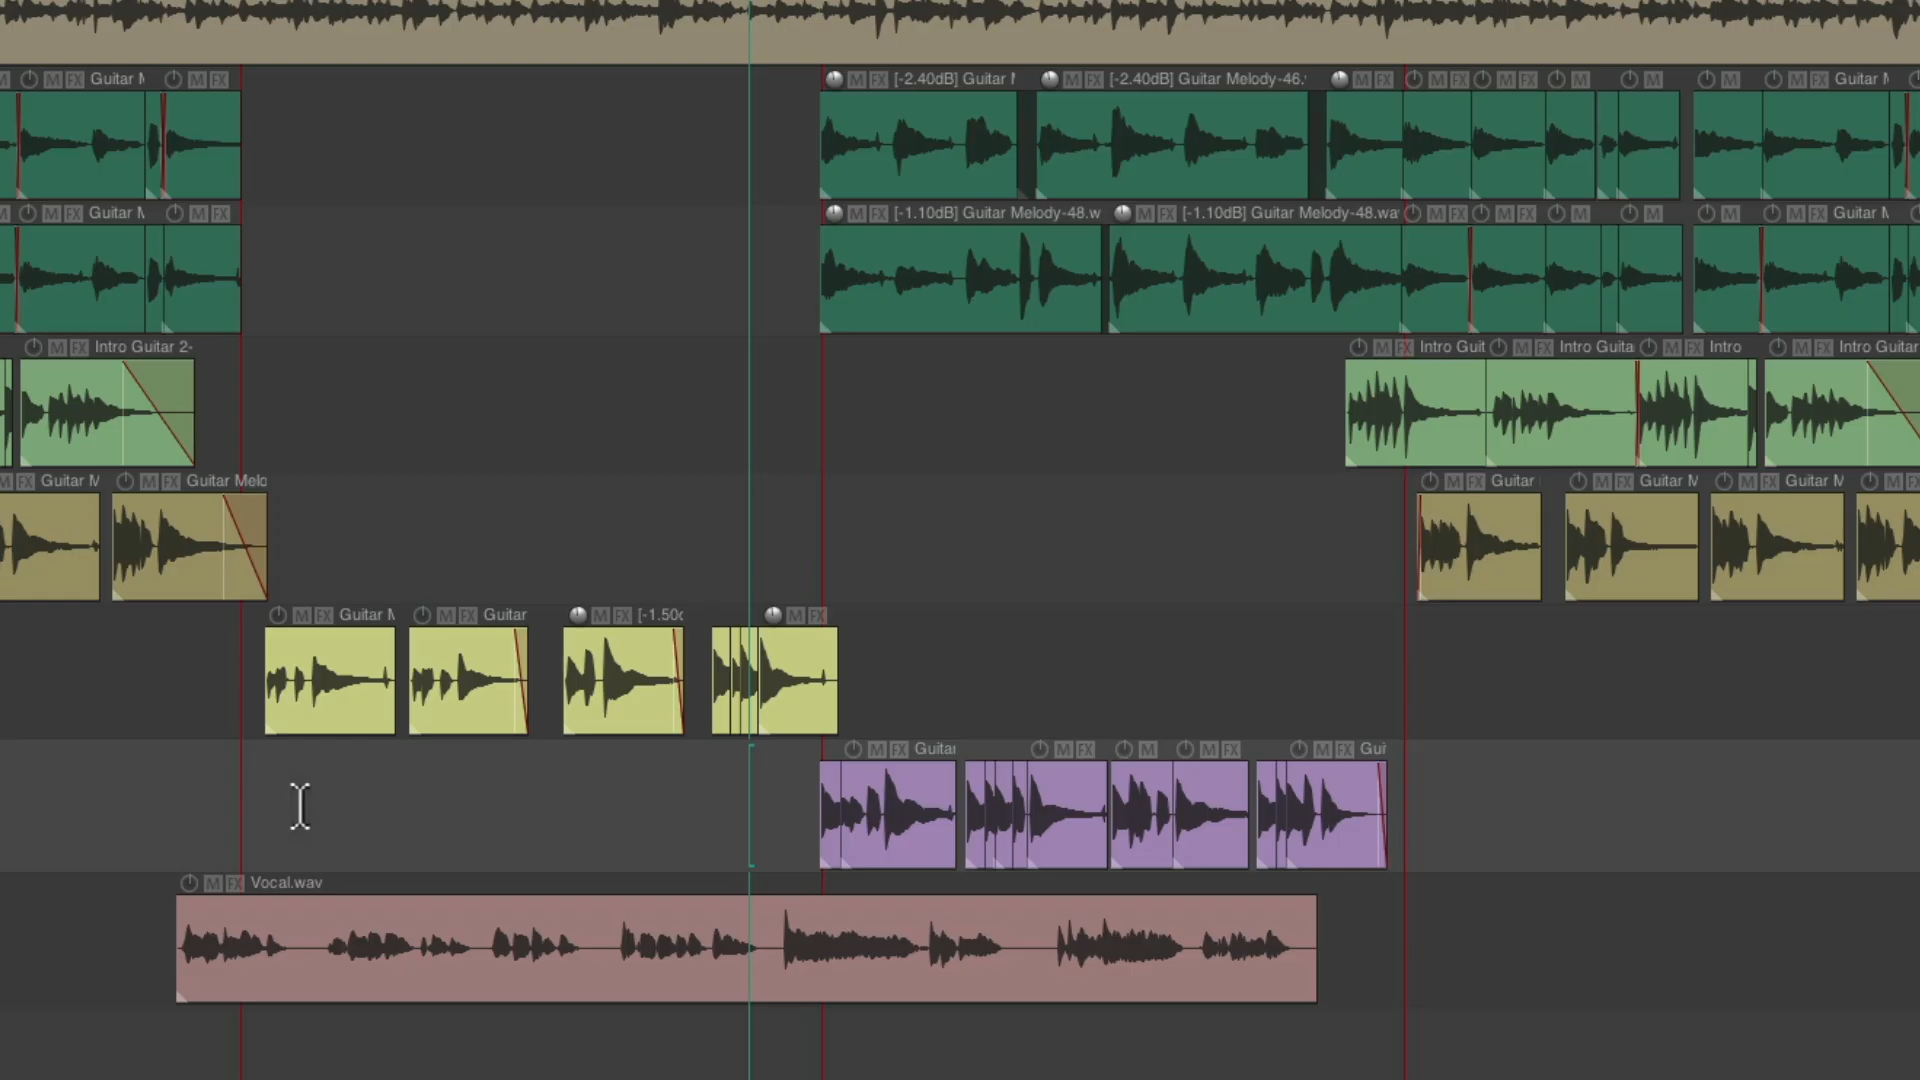 M M FX Guitar M M FX [-2.40dB] Guitar M M FX [-2.40dB] Guitar Melody-46. M FX M FX M FX M M M M FX Guitar M
M M FX Guitar M M FX M FX [-1.10dB] Guitar Melody-48.w M FX [-1.10dB] Guitar Melody-48.wa M FX M FX M M M M FX Guitar M
M FX Intro Guitar 2- M FX Intro Guit M FX Intro Guita M FX Intro M FX Intro Guitar
M FX Guitar M M FX Guitar Melo M FX Guitar M FX Guitar M M FX Guitar M M FX
M FX Guitar M M FX Guitar M FX [-1.50 M FX
M FX Guitar M FX M M FX M FX Gui
M FX Vocal.wav